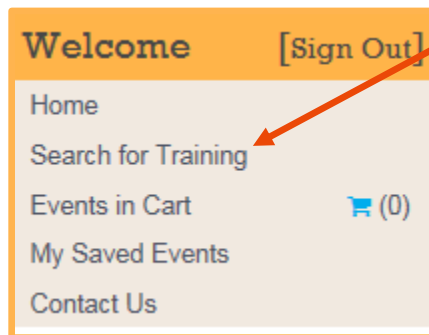 Welcome [Sign Out]
Home
Search for Training
Events in Cart (0)
My Saved Events
Contact Us